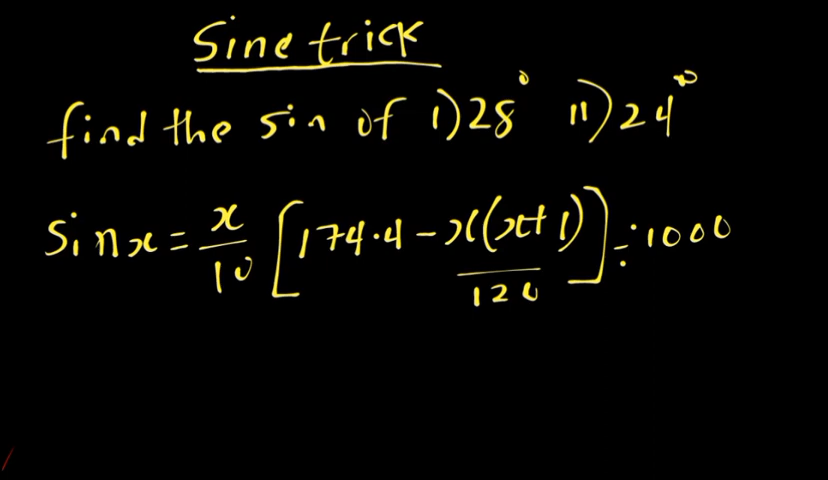 Sine trick
find the sin of i) 28° ii) 24°
sin x = x/10 [174.4 - x(x+1)/120] ÷ 1000